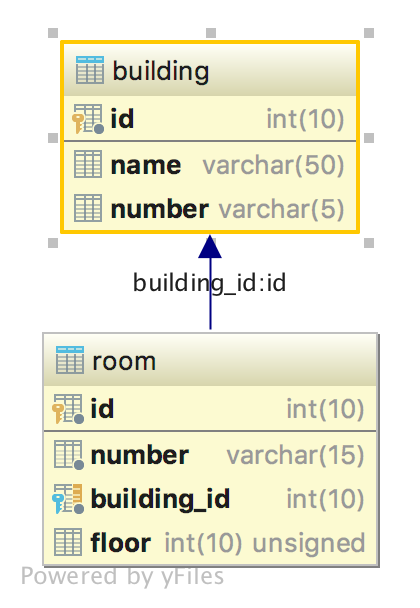 building
id int(10)
name varchar(50)
number varchar(5)
building_id:id
room
id int(10)
number varchar(15)
building_id int(10)
floor int(10) unsigned
Powered by yFiles